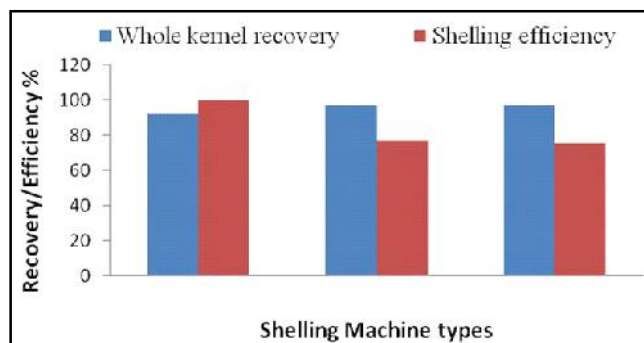 Whole kernel recovery
Shelling efficiency
Recovery/Efficiency %
120
100
80
60
40
20
0
Shelling Machine types